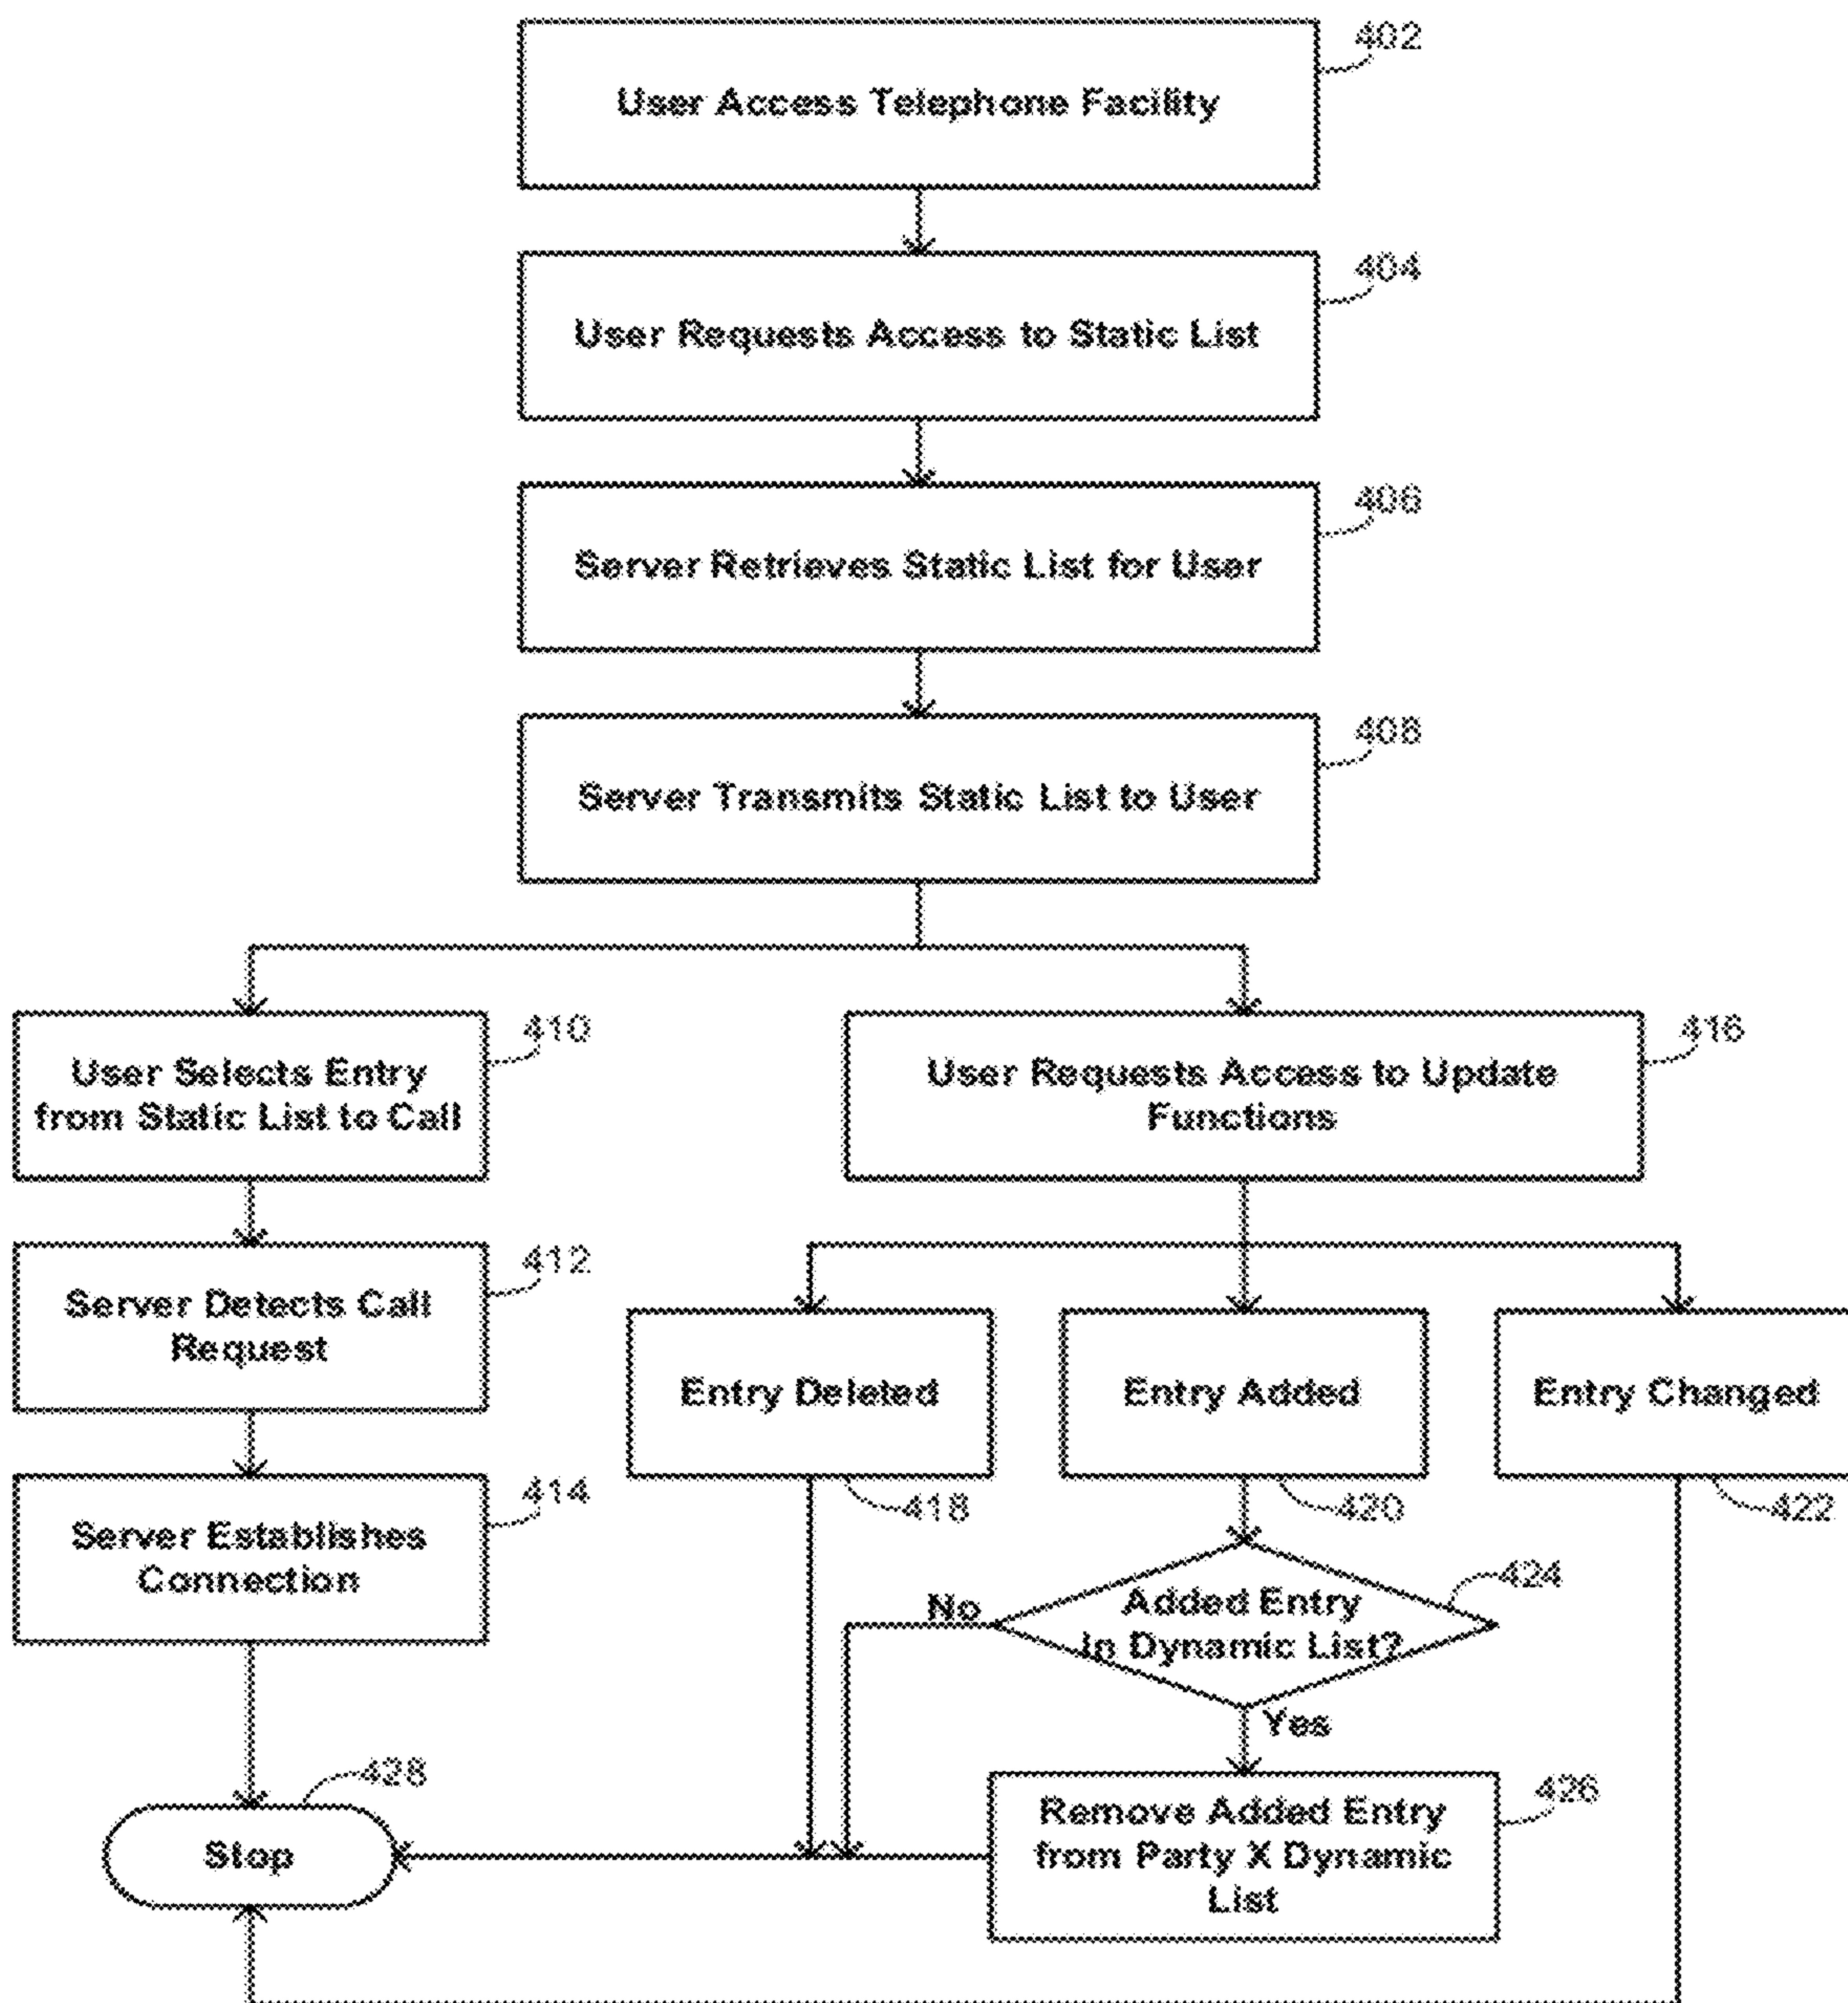 402
User Access Telephone Facility
404
User Requests Access to Static List
406
Server Retrieves Static List for User
408
Server Transmits Static List to User
410
User Selects Entry
from Static List to Call
416
User Requests Access to Update
Functions
412
Server Detects Call
Request
Entry Deleted
Entry Added
Entry Changed
414
Server Establishes
Connection
418
420
422
424
No
Added Entry
In Dynamic List?
Yes
428
Stop
426
Remove Added Entry
from Party X Dynamic
List